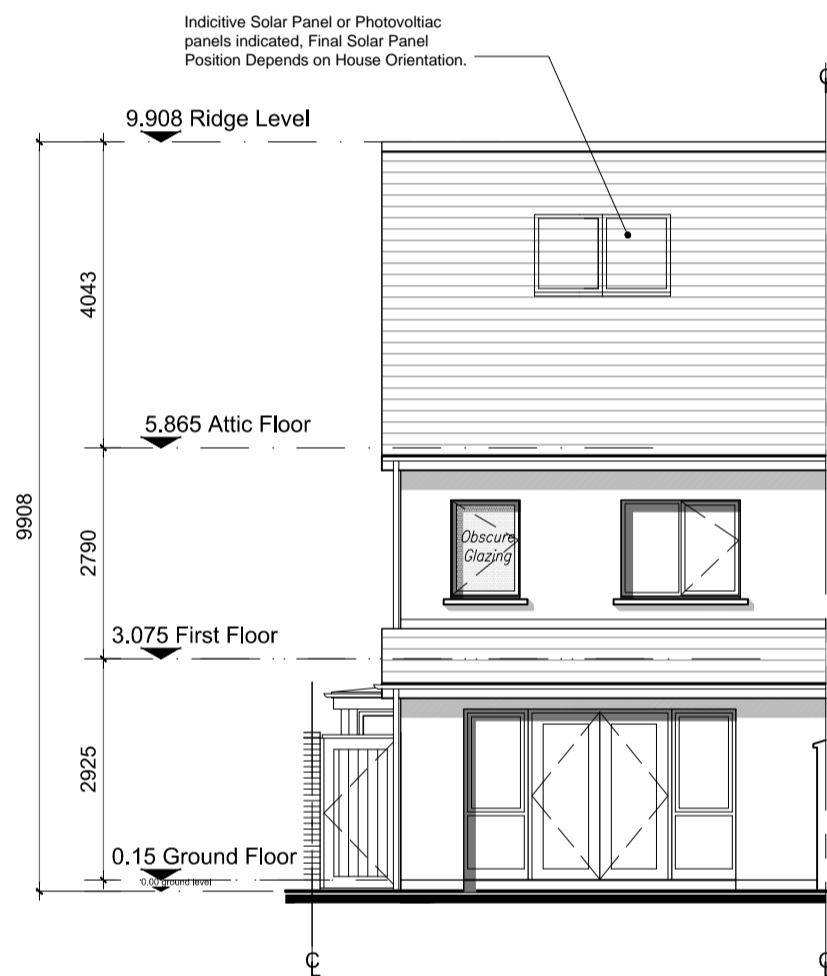 Indicitive Solar Panel or Photovoltiac
panels indicated, Final Solar Panel
Position Depends on House Orientation.
℄
9.908 Ridge Level
4043
5.865 Attic Floor
9908
2790
Obscure
Glazing
3.075 First Floor
2925
0.15 Ground Floor
0.00 ground level
℄
℄